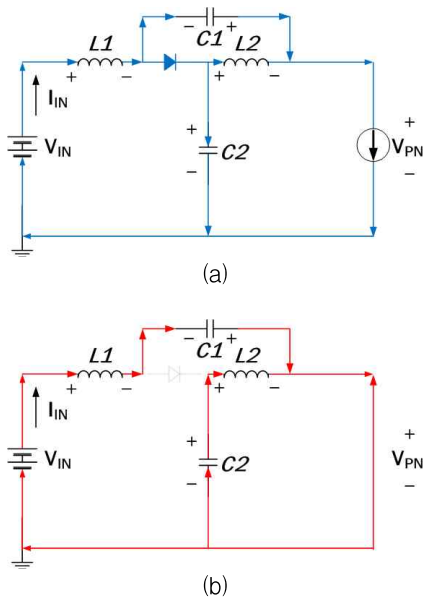 − C1 +
L1
L2
+ −
+ −
I_IN
+
+
V_IN
C2
V_PN
−
−
(a)
− C1 +
L1
L2
+ −
+ −
I_IN
+
+
V_IN
C2
V_PN
−
−
(b)